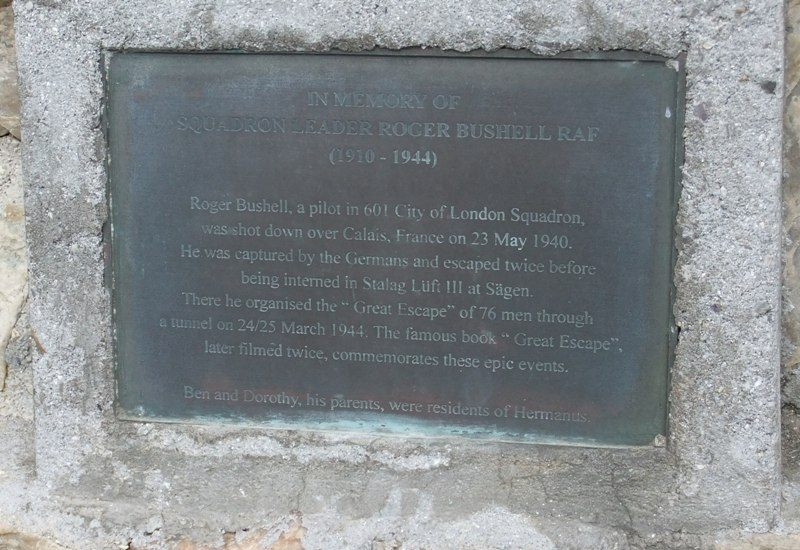 IN MEMORY OF
SQUADRON LEADER ROGER BUSHELL RAF
(1910 - 1944)
Roger Bushell, a pilot in 601 City of London Squadron,
was shot down over Calais, France on 23 May 1940.
He was captured by the Germans and escaped twice before
being interned in Stalag Lüft III at Sägen.
There he organised the “ Great Escape” of 76 men through
a tunnel on 24/25 March 1944. The famous book “ Great Escape”,
later filmed twice, commemorates these epic events.
Ben and Dorothy, his parents, were residents of Hermanus.